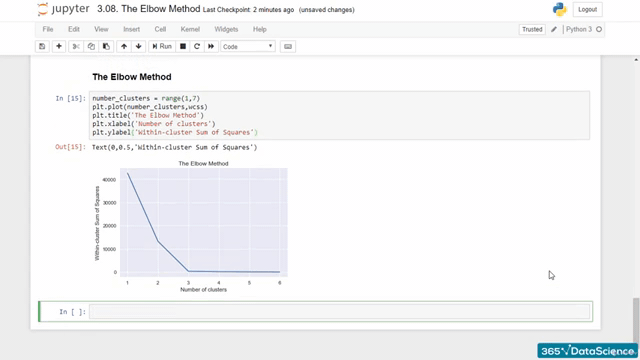 jupyter 3.08. The Elbow Method Last Checkpoint: 2 minutes ago (unsaved changes) Logout
File Edit View Insert Cell Kernel Widgets Help Trusted Python 3
Run Code
The Elbow Method
In [15]: number_clusters = range(1,7)
plt.plot(number_clusters,wcss)
plt.title('The Elbow Method')
plt.xlabel('Number of clusters')
plt.ylabel('Within-cluster Sum of Squares')
Out[15]: Text(0,0.5,'Within-cluster Sum of Squares')
The Elbow Method
Within-cluster Sum of Squares
40000
30000
20000
10000
0
1 2 3 4 5 6
Number of clusters
In [ ]:
365 DataScience